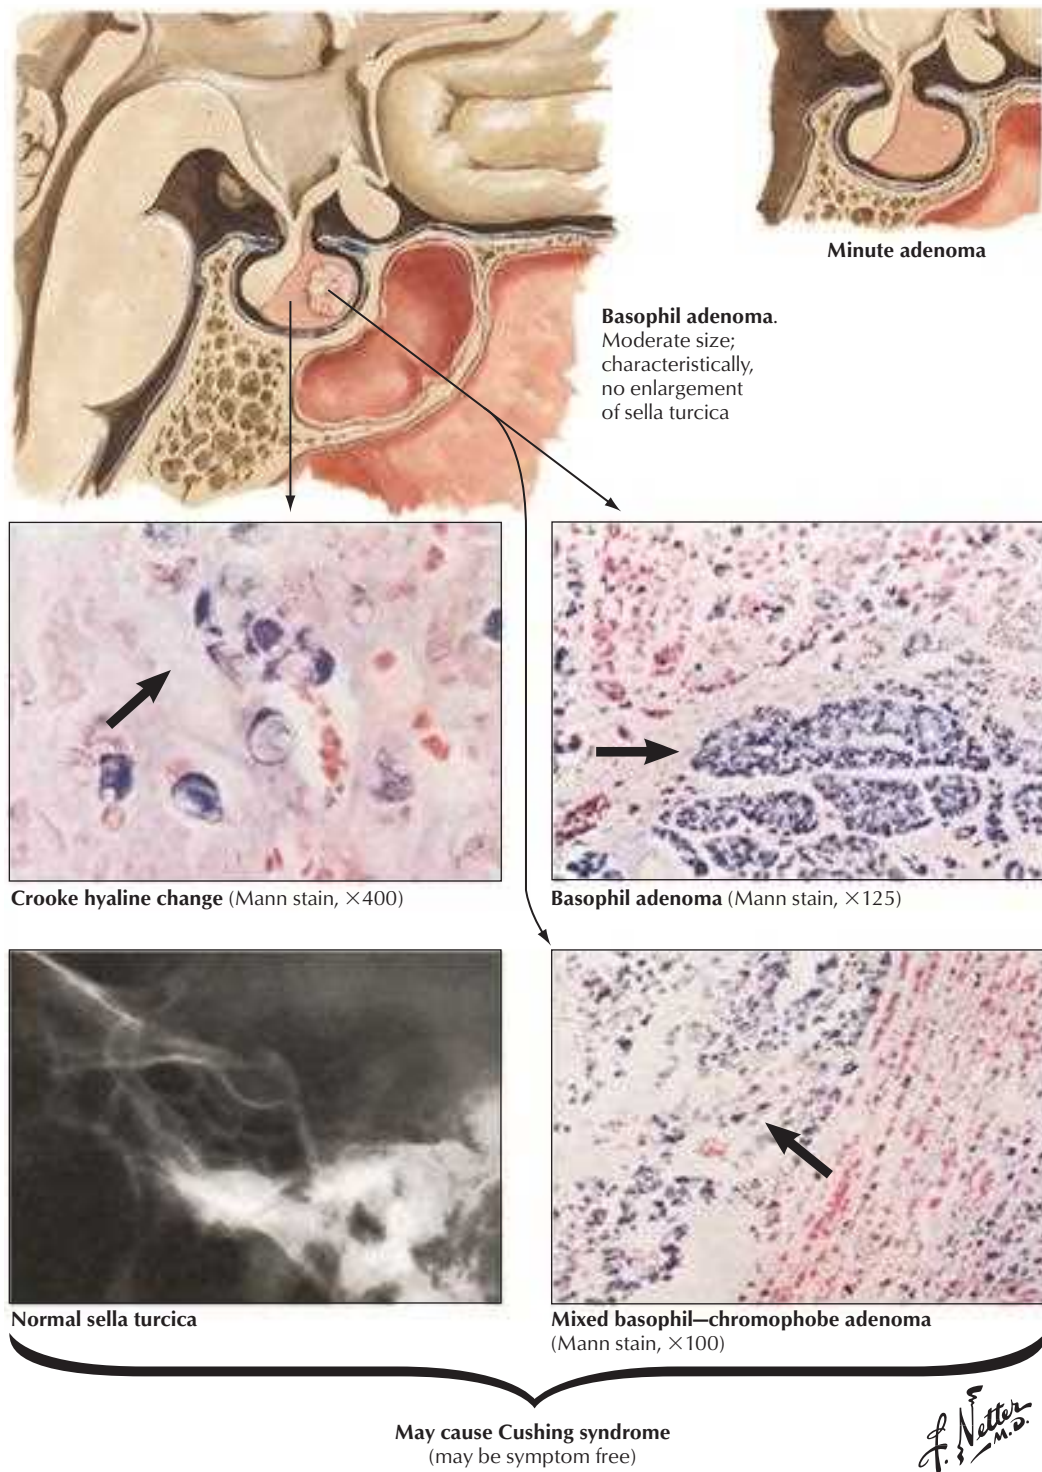 Minute adenoma
Basophil adenoma.
Moderate size;
characteristically,
no enlargement
of sella turcica
Crooke hyaline change (Mann stain, ×400)
Basophil adenoma (Mann stain, ×125)
Normal sella turcica
Mixed basophil—chromophobe adenoma
(Mann stain, ×100)
May cause Cushing syndrome
(may be symptom free)
F. Netter
M.D.